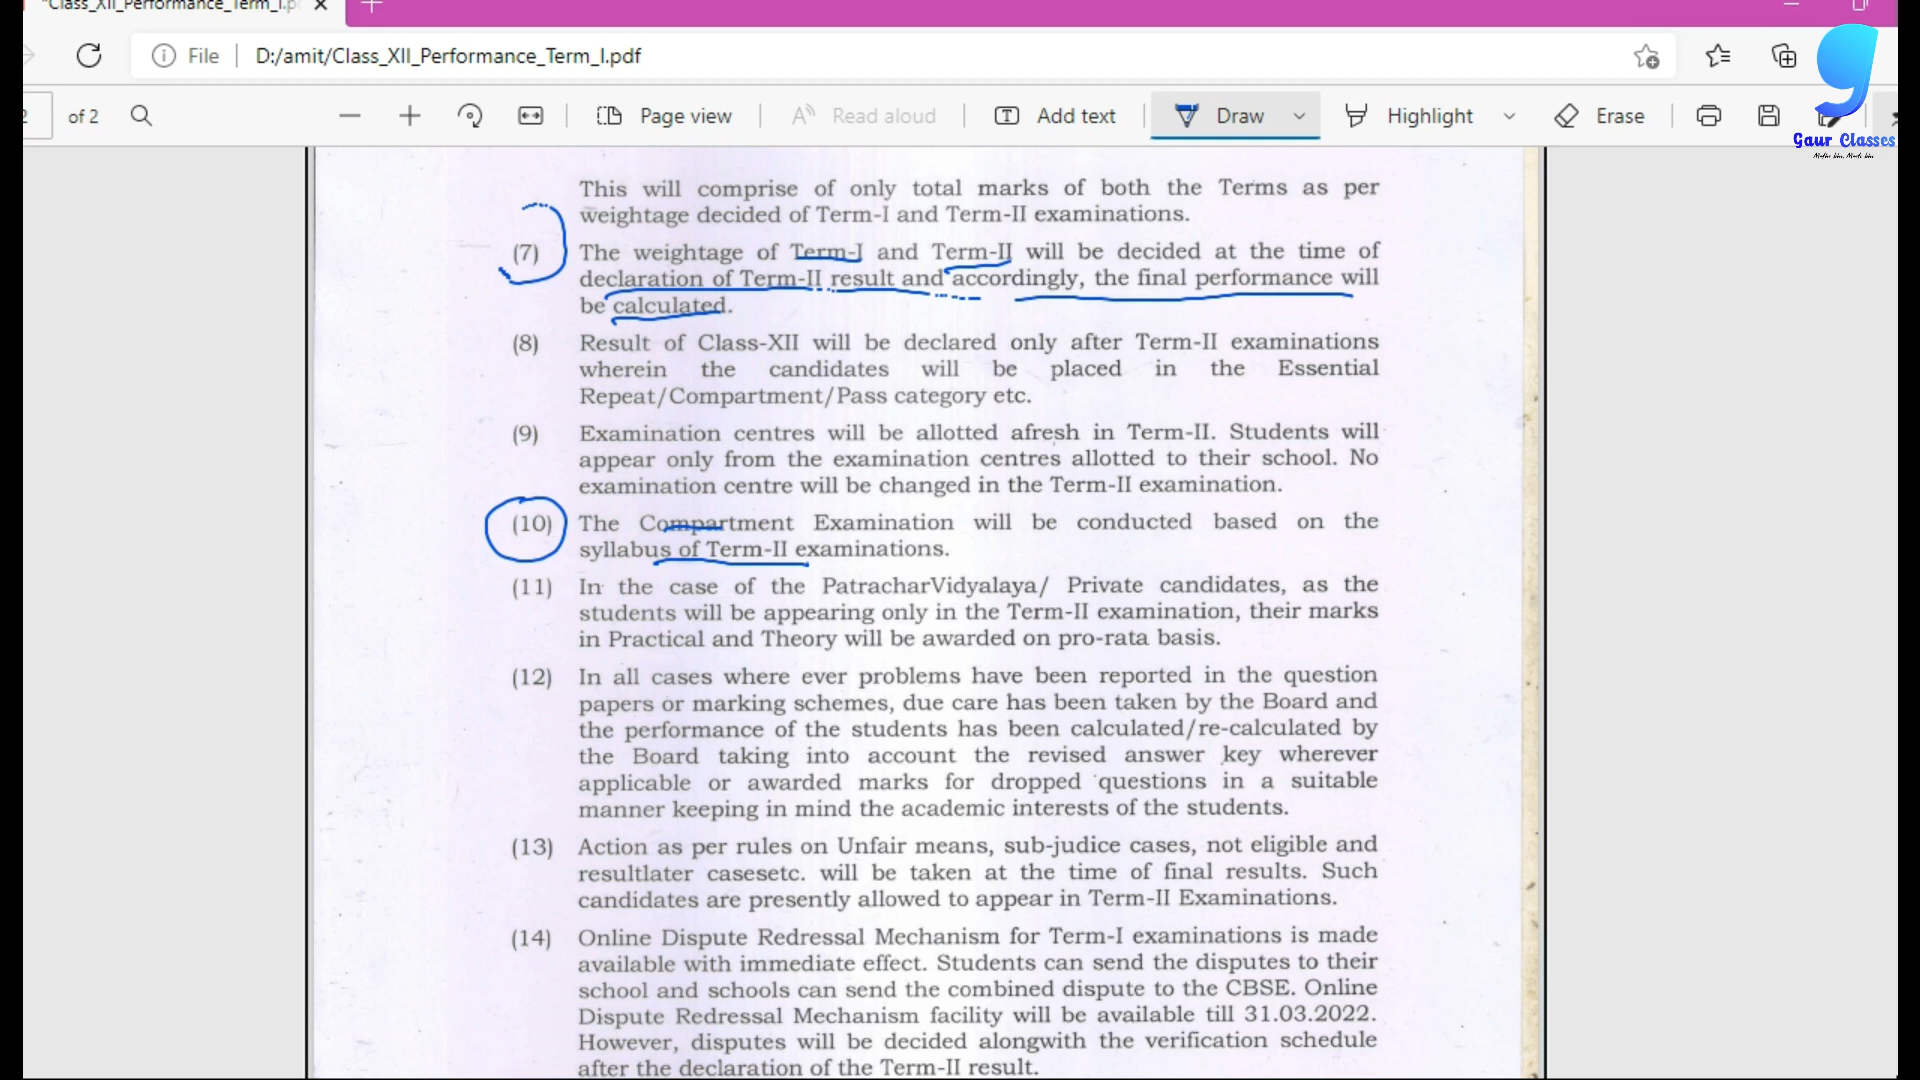 *Class_XII_Performance_Term_I.p
File D:/amit/Class_XII_Performance_Term_I.pdf
2 of 2 Page view Read aloud Add text Draw Highlight Erase
Gaur Classes
This will comprise of only total marks of both the Terms as per
weightage decided of Term-I and Term-II examinations.
(7) The weightage of Term-I and Term-II will be decided at the time of
declaration of Term-II result and accordingly, the final performance will
be calculated.
(8) Result of Class-XII will be declared only after Term-II examinations
wherein the candidates will be placed in the Essential
Repeat/Compartment/Pass category etc.
(9) Examination centres will be allotted afresh in Term-II. Students will
appear only from the examination centres allotted to their school. No
examination centre will be changed in the Term-II examination.
(10) The Compartment Examination will be conducted based on the
syllabus of Term-II examinations.
(11) In the case of the PatracharVidyalaya/ Private candidates, as the
students will be appearing only in the Term-II examination, their marks
in Practical and Theory will be awarded on pro-rata basis.
(12) In all cases where ever problems have been reported in the question
papers or marking schemes, due care has been taken by the Board and
the performance of the students has been calculated/re-calculated by
the Board taking into account the revised answer key wherever
applicable or awarded marks for dropped questions in a suitable
manner keeping in mind the academic interests of the students.
(13) Action as per rules on Unfair means, sub-judice cases, not eligible and
resultlater casesetc. will be taken at the time of final results. Such
candidates are presently allowed to appear in Term-II Examinations.
(14) Online Dispute Redressal Mechanism for Term-I examinations is made
available with immediate effect. Students can send the disputes to their
school and schools can send the combined dispute to the CBSE. Online
Dispute Redressal Mechanism facility will be available till 31.03.2022.
However, disputes will be decided alongwith the verification schedule
after the declaration of the Term-II result.